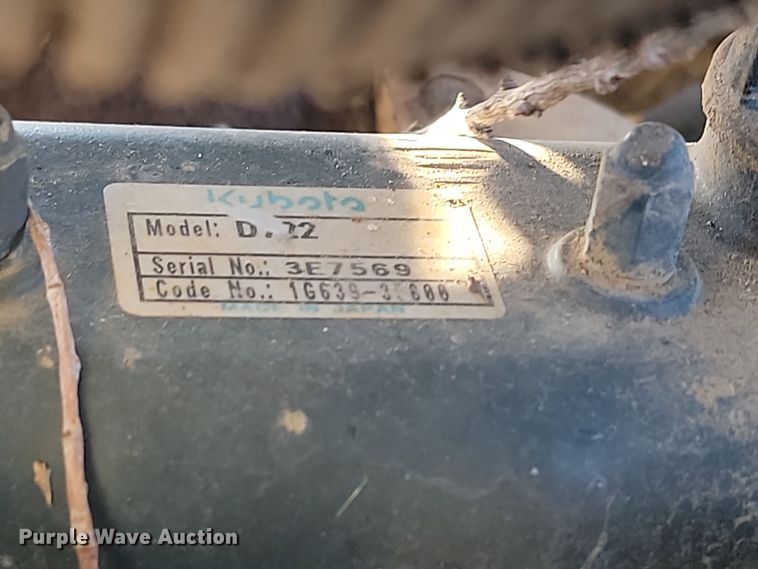 Kubota
Model:
Serial No.: 3E7569
Code No.:
MADE IN JAPAN
Purple Wave Auction